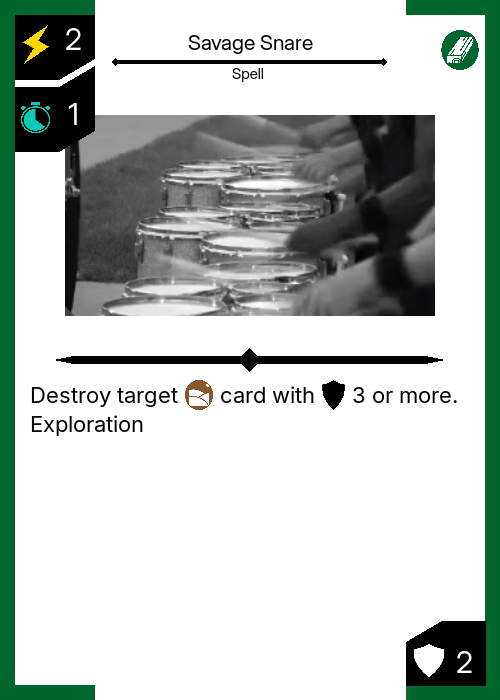 2
Savage Snare
Spell
1
Destroy target card with 3 or more.
Exploration
2